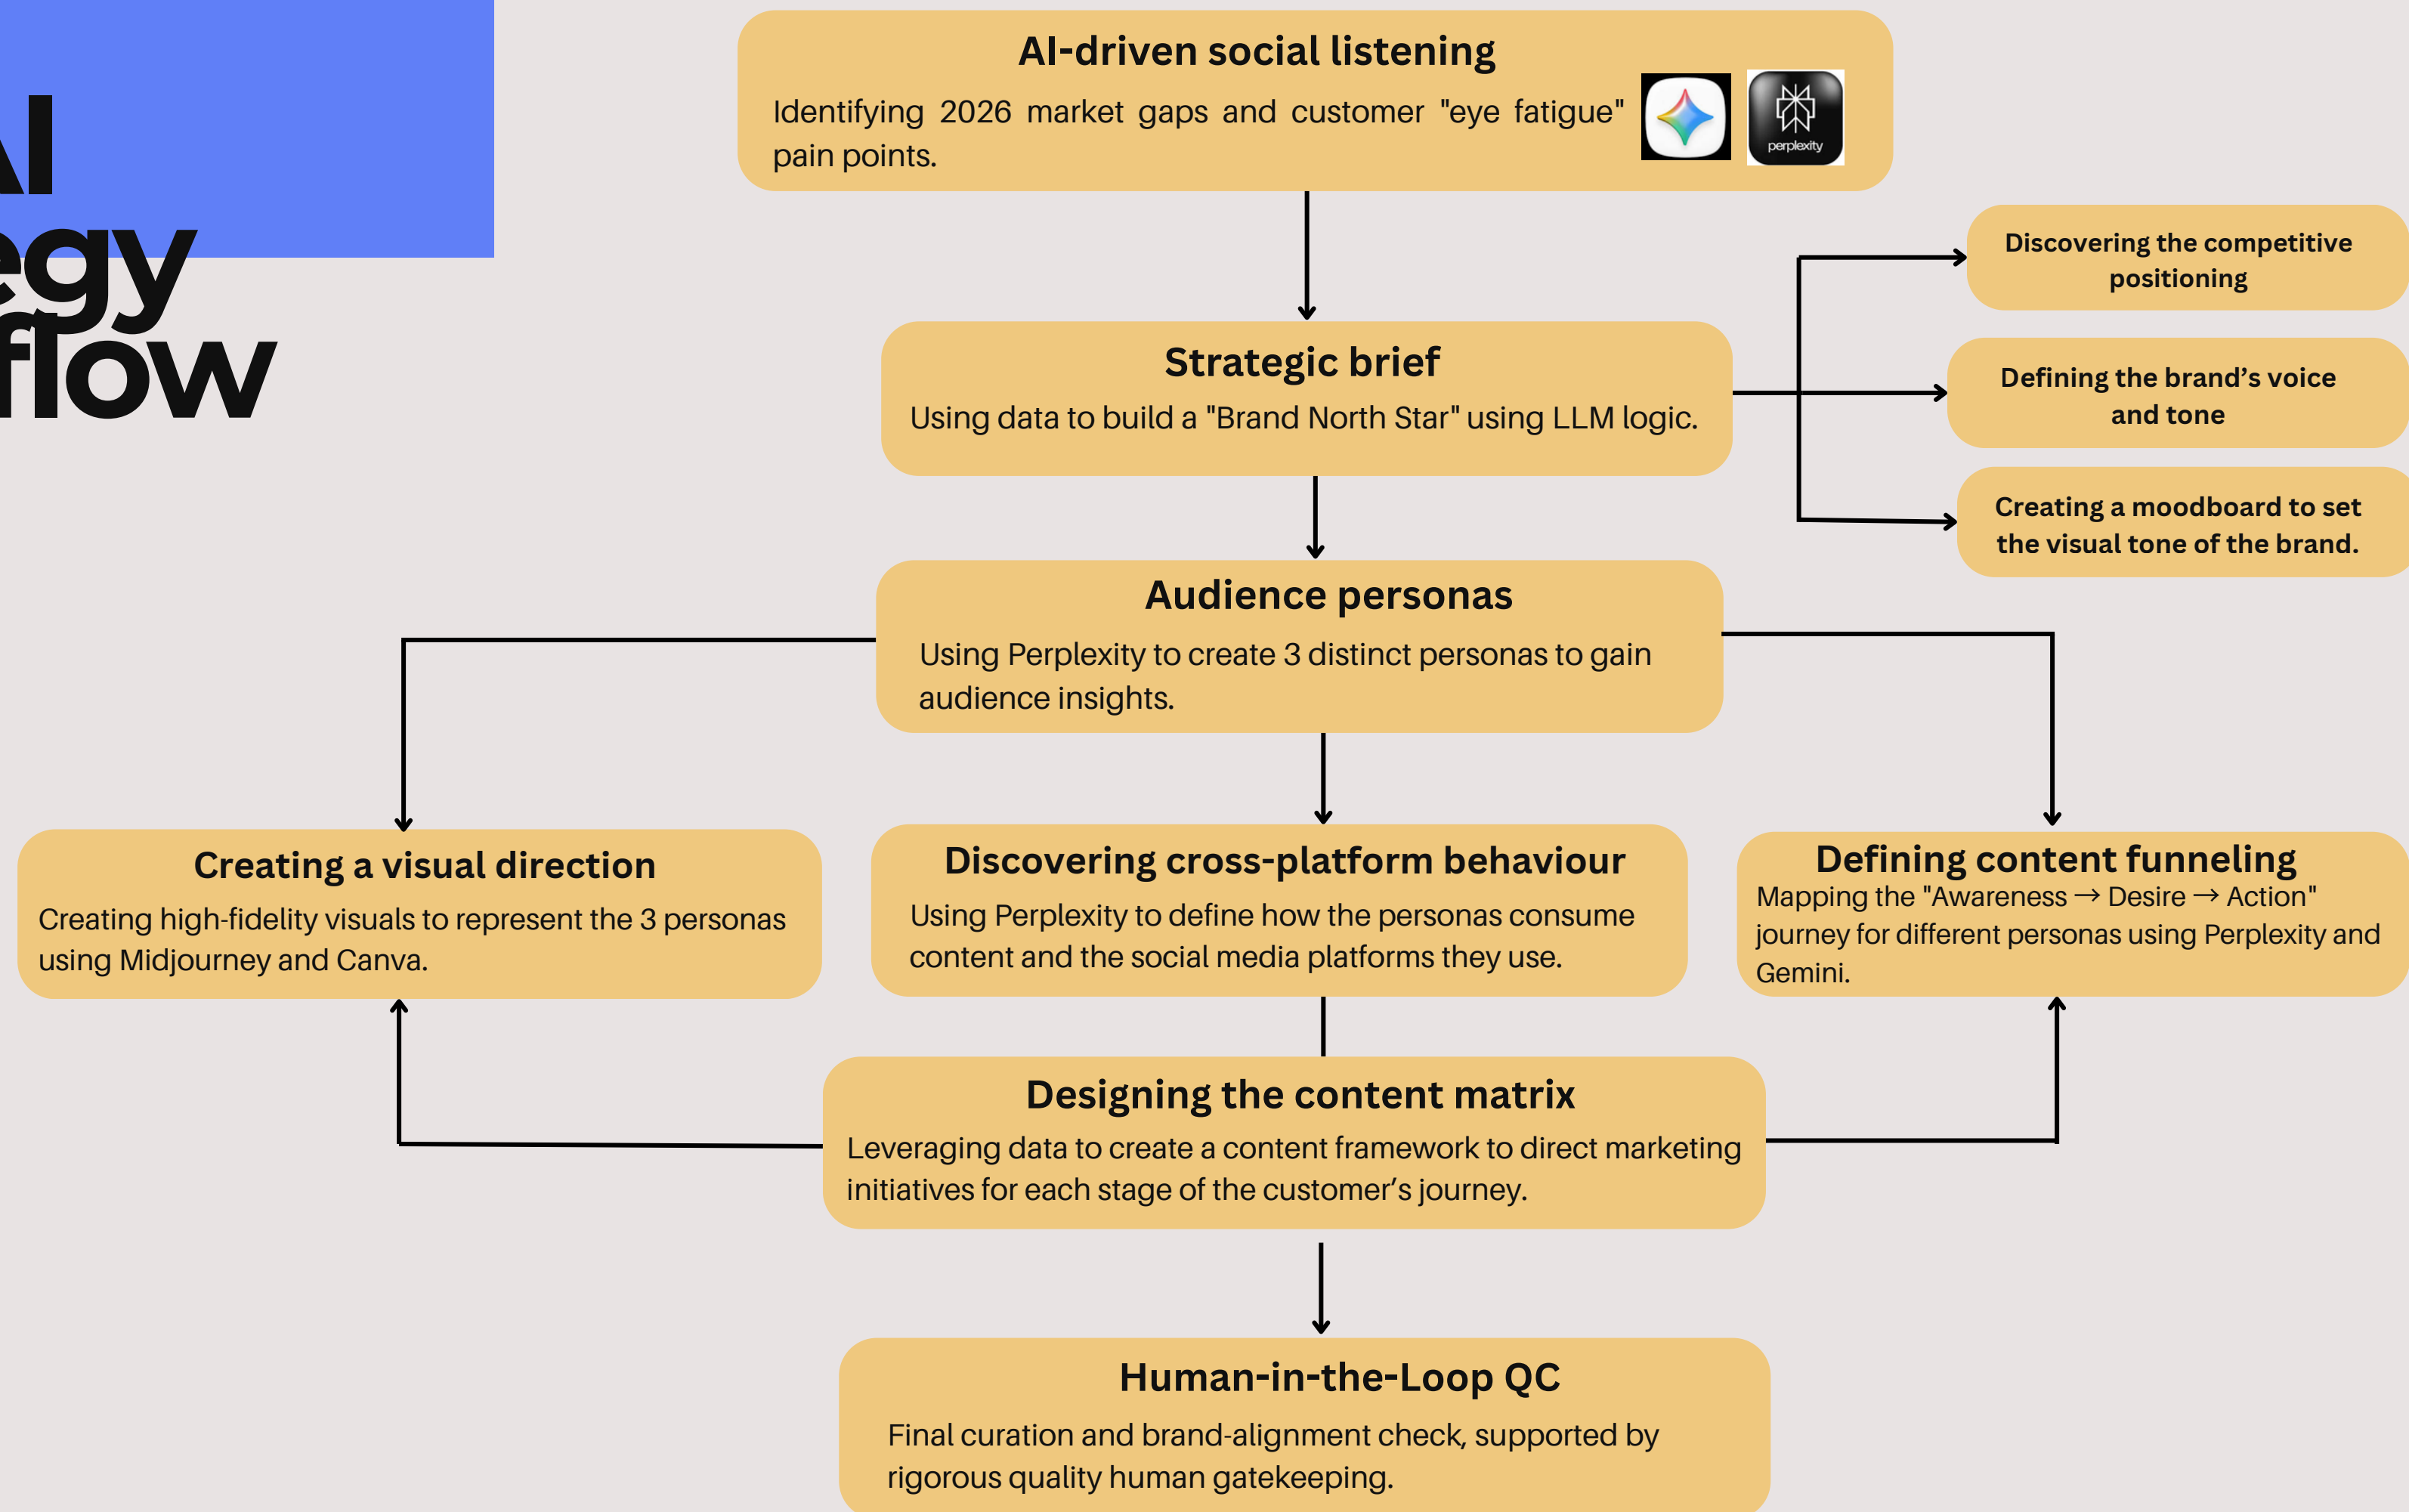 AI
egy
flow
AI-driven social listening
Identifying 2026 market gaps and customer "eye fatigue"
pain points.
perplexity
Discovering the competitive
positioning
Strategic brief
Using data to build a "Brand North Star" using LLM logic.
Defining the brand’s voice
and tone
Creating a moodboard to set
the visual tone of the brand.
Audience personas
Using Perplexity to create 3 distinct personas to gain
audience insights.
Creating a visual direction
Creating high-fidelity visuals to represent the 3 personas
using Midjourney and Canva.
Discovering cross-platform behaviour
Using Perplexity to define how the personas consume
content and the social media platforms they use.
Defining content funneling
Mapping the "Awareness → Desire → Action"
journey for different personas using Perplexity and
Gemini.
Designing the content matrix
Leveraging data to create a content framework to direct marketing
initiatives for each stage of the customer’s journey.
Human-in-the-Loop QC
Final curation and brand-alignment check, supported by
rigorous quality human gatekeeping.